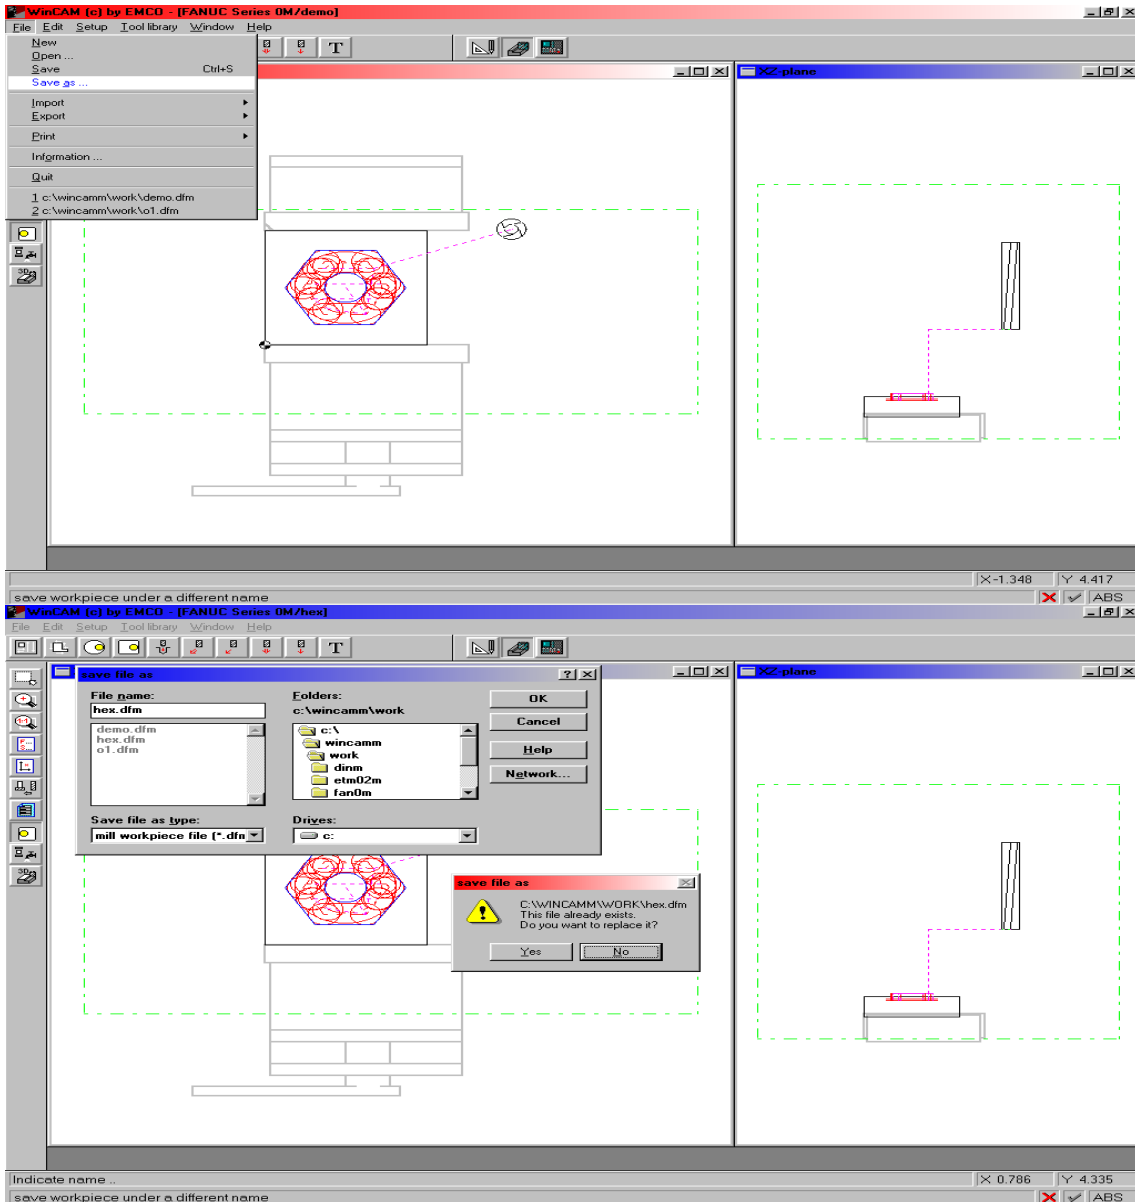 WinCAM (c) by EMCO - [FANUC Series 0M/demo]
File Edit Setup Tool library Window Help
New
Open ...
Save Ctrl+S
Save as ...
Import
Export
Print
Information ...
Quit
1 c:\wincamm\work\demo.dfm
2 c:\wincamm\work\o1.dfm
T
XZ-plane
3D
X-1.348 Y 4.417
save workpiece under a different name
ABS
WinCAM (c) by EMCO - [FANUC Series 0M/hex]
File Edit Setup Tool library Window Help
T
save file as
XZ-plane
File name:
hex.dfm
demo.dfm
hex.dfm
o1.dfm
Save file as type:
mill workpiece file (*.dfm
Folders:
c:\wincamm\work
c:\
wincamm
work
dinm
etm02m
fan0m
Drives:
c:
OK
Cancel
Help
Network...
save file as
C:\WINCAMM\WORK\hex.dfm
This file already exists.
Do you want to replace it?
Yes No
3D
Indicate name ..
X 0.786 Y 4.335
save workpiece under a different name
ABS